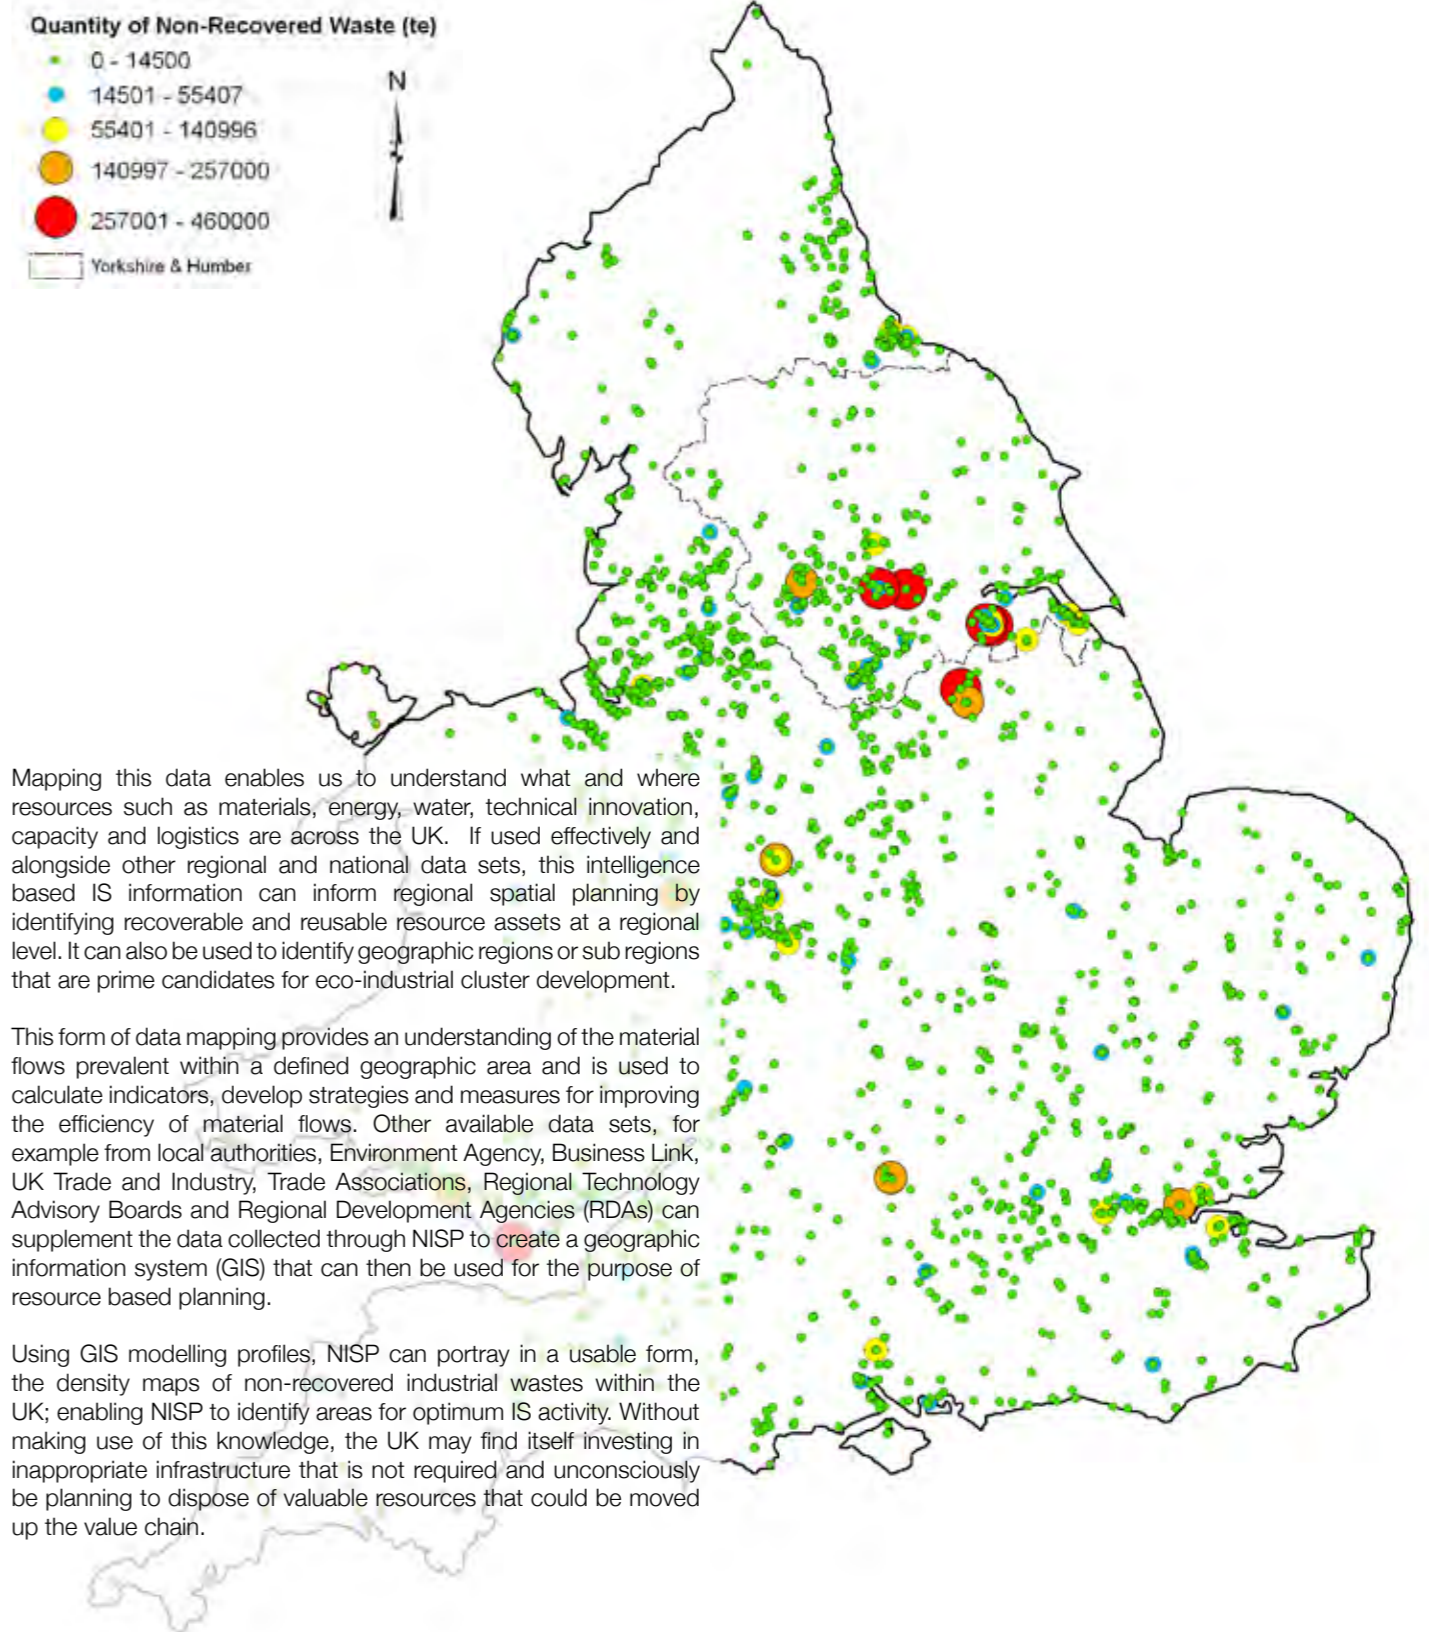 Quantity of Non-Recovered Waste (te)
0 - 14500
14501 - 55407
55401 - 140996
140997 - 257000
257001 - 460000
Yorkshire & Humber
N
Mapping this data enables us to understand what and where
resources such as materials, energy, water, technical innovation,
capacity and logistics are across the UK. If used effectively and
alongside other regional and national data sets, this intelligence
based IS information can inform regional spatial planning by
identifying recoverable and reusable resource assets at a regional
level. It can also be used to identify geographic regions or sub regions
that are prime candidates for eco-industrial cluster development.
This form of data mapping provides an understanding of the material
flows prevalent within a defined geographic area and is used to
calculate indicators, develop strategies and measures for improving
the efficiency of material flows. Other available data sets, for
example from local authorities, Environment Agency, Business Link,
UK Trade and Industry, Trade Associations, Regional Technology
Advisory Boards and Regional Development Agencies (RDAs) can
supplement the data collected through NISP to create a geographic
information system (GIS) that can then be used for the purpose of
resource based planning.
Using GIS modelling profiles, NISP can portray in a usable form,
the density maps of non-recovered industrial wastes within the
UK; enabling NISP to identify areas for optimum IS activity. Without
making use of this knowledge, the UK may find itself investing in
inappropriate infrastructure that is not required and unconsciously
be planning to dispose of valuable resources that could be moved
up the value chain.